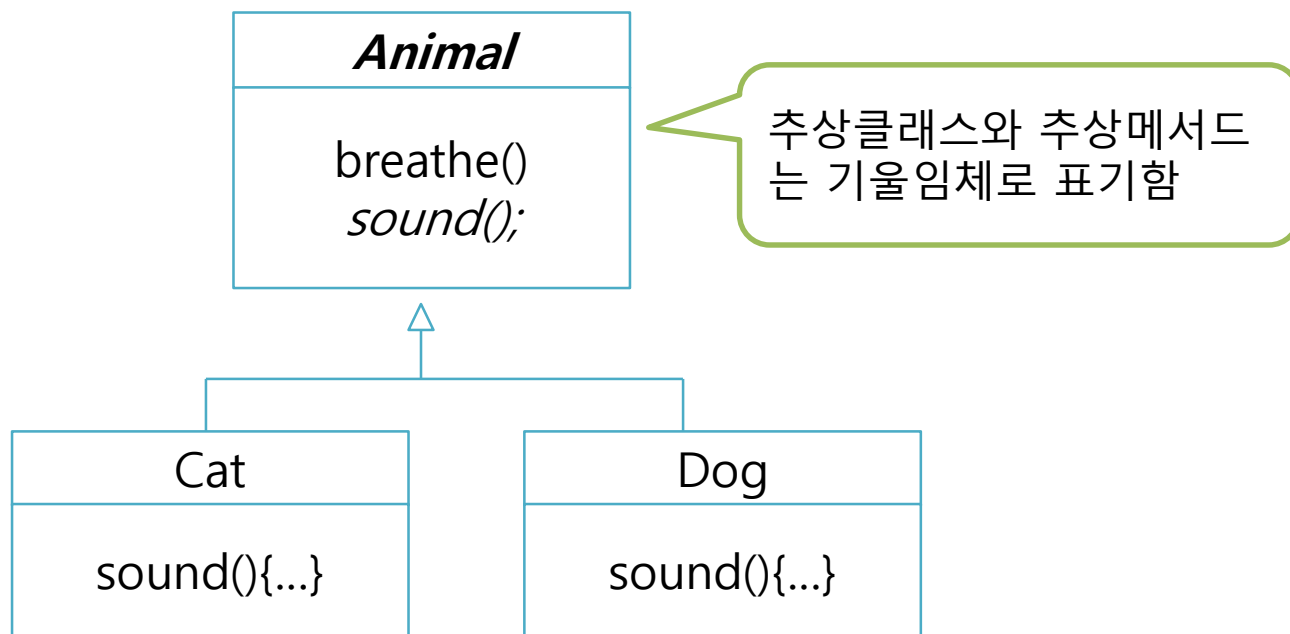 Animal
breathe()
sound();
추상클래스와 추상메서드
는 기울임체로 표기함
Cat
sound(){...}
Dog
sound(){...}